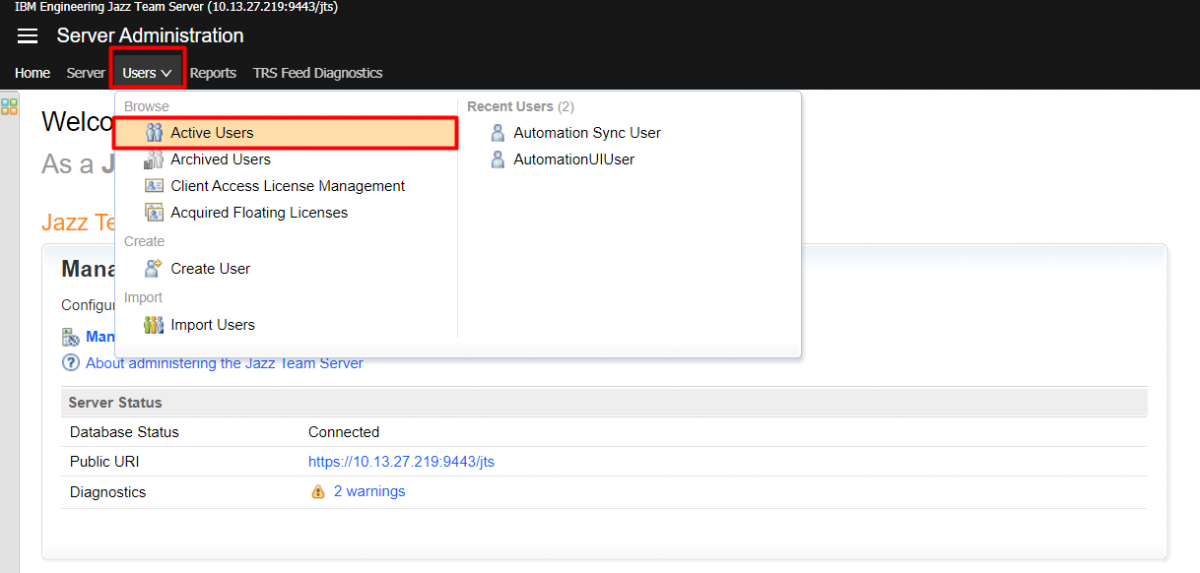 IBM Engineering Jazz Team Server (10.13.27.219:9443/jts)
Server Administration
Home Server Users Reports TRS Feed Diagnostics
Browse
Active Users
Archived Users
Client Access License Management
Acquired Floating Licenses
Create
Create User
Import
Import Users
Recent Users (2)
Automation Sync User
AutomationUIUser
Welco
As a J
Jazz Te
Mana
Configu
Man
About administering the Jazz Team Server
Server Status
Database Status Connected
Public URI https://10.13.27.219:9443/jts
Diagnostics 2 warnings